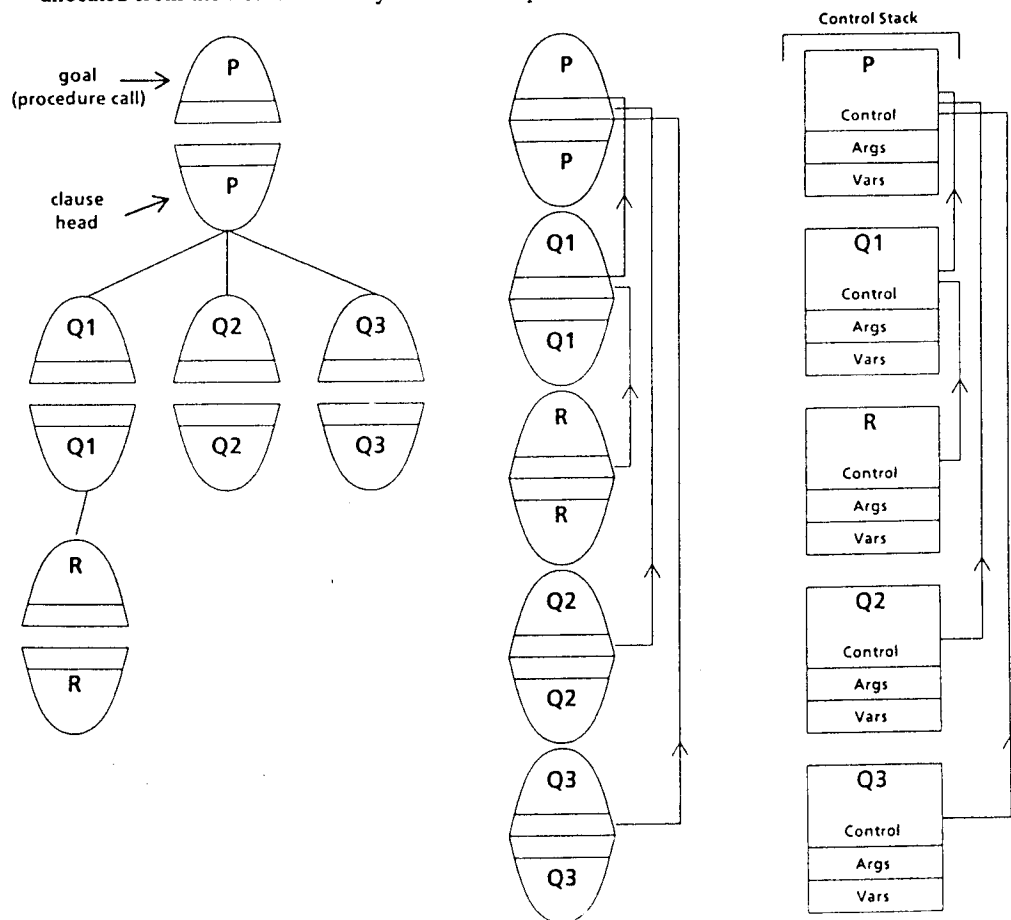 Control Stack
goal
(procedure call)
clause
head
P
P
Q1
Q2
Q3
Q1
Q2
Q3
R
R
P
P
Q1
Q1
R
R
Q2
Q2
Q3
Q3
P
Control
Args
Vars
Q1
Control
Args
Vars
R
Control
Args
Vars
Q2
Control
Args
Vars
Q3
Control
Args
Vars